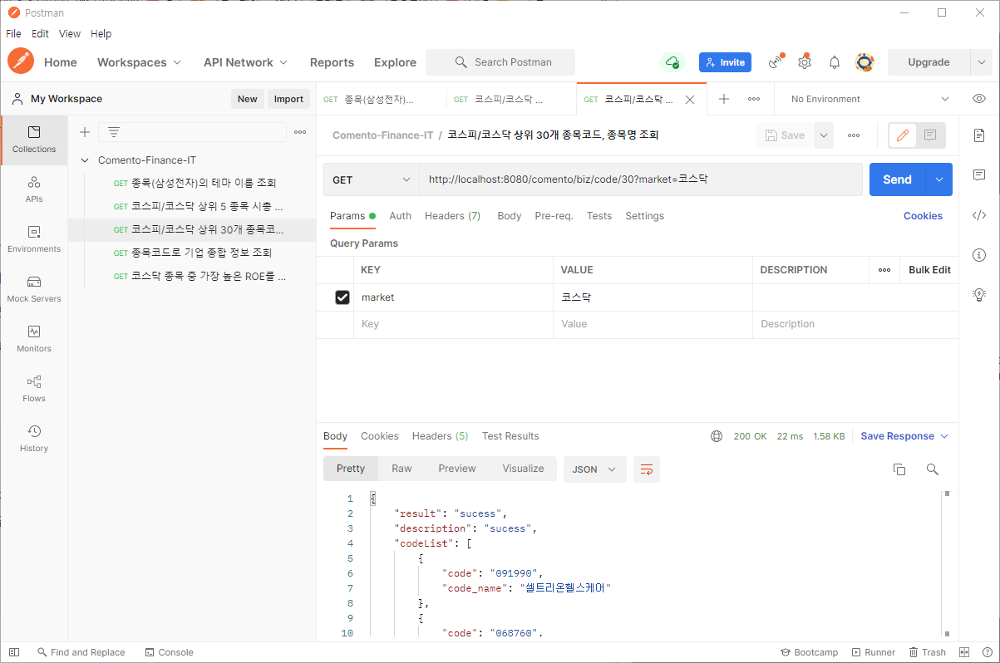 Postman
File Edit View Help
Home Workspaces API Network Reports Explore Search Postman Invite Upgrade
My Workspace New Import
GET 종목(삼성전자)... GET 코스피/코스닥 ... GET 코스피/코스닥 ... No Environment
Collections
APIs
Environments
Mock Servers
Monitors
Flows
History
Comento-Finance-IT
GET 종목(삼성전자)의 테마 이름 조회
GET 코스피/코스닥 상위 5 종목 시총 ...
GET 코스피/코스닥 상위 30개 종목코...
GET 종목코드로 기업 종합 정보 조회
GET 코스닥 종목 중 가장 높은 ROE를 ...
Comento-Finance-IT / 코스피/코스닥 상위 30개 종목코드, 종목명 조회 Save
GET http://localhost:8080/comento/biz/code/30?market=코스닥 Send
Params Auth Headers (7) Body Pre-req. Tests Settings Cookies
Query Params
KEY VALUE DESCRIPTION Bulk Edit
market 코스닥
Key Value Description
Body Cookies Headers (5) Test Results 200 OK 22 ms 1.58 KB Save Response
Pretty Raw Preview Visualize JSON
1 {
2 "result": "sucess",
3 "description": "sucess",
4 "codeList": [
5 {
6 "code": "091990",
7 "code_name": "셀트리온헬스케어"
8 },
9 {
10 "code": "068760",
Find and Replace Console Bootcamp Runner Trash